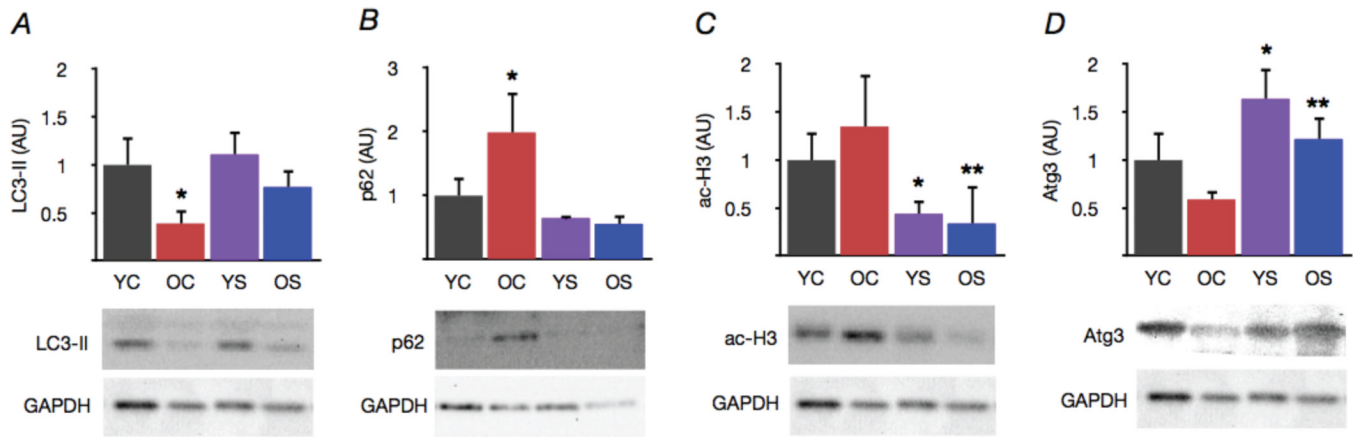 A
2
1.5
1
0.5
LC3-II (AU)
*
YC OC YS OS
LC3-II
GAPDH
B
3
2
1
p62 (AU)
*
YC OC YS OS
p62
GAPDH
C
2
1.5
1
0.5
ac-H3 (AU)
*
**
YC OC YS OS
ac-H3
GAPDH
D
2
1.5
1
0.5
Atg3 (AU)
*
**
YC OC YS OS
Atg3
GAPDH